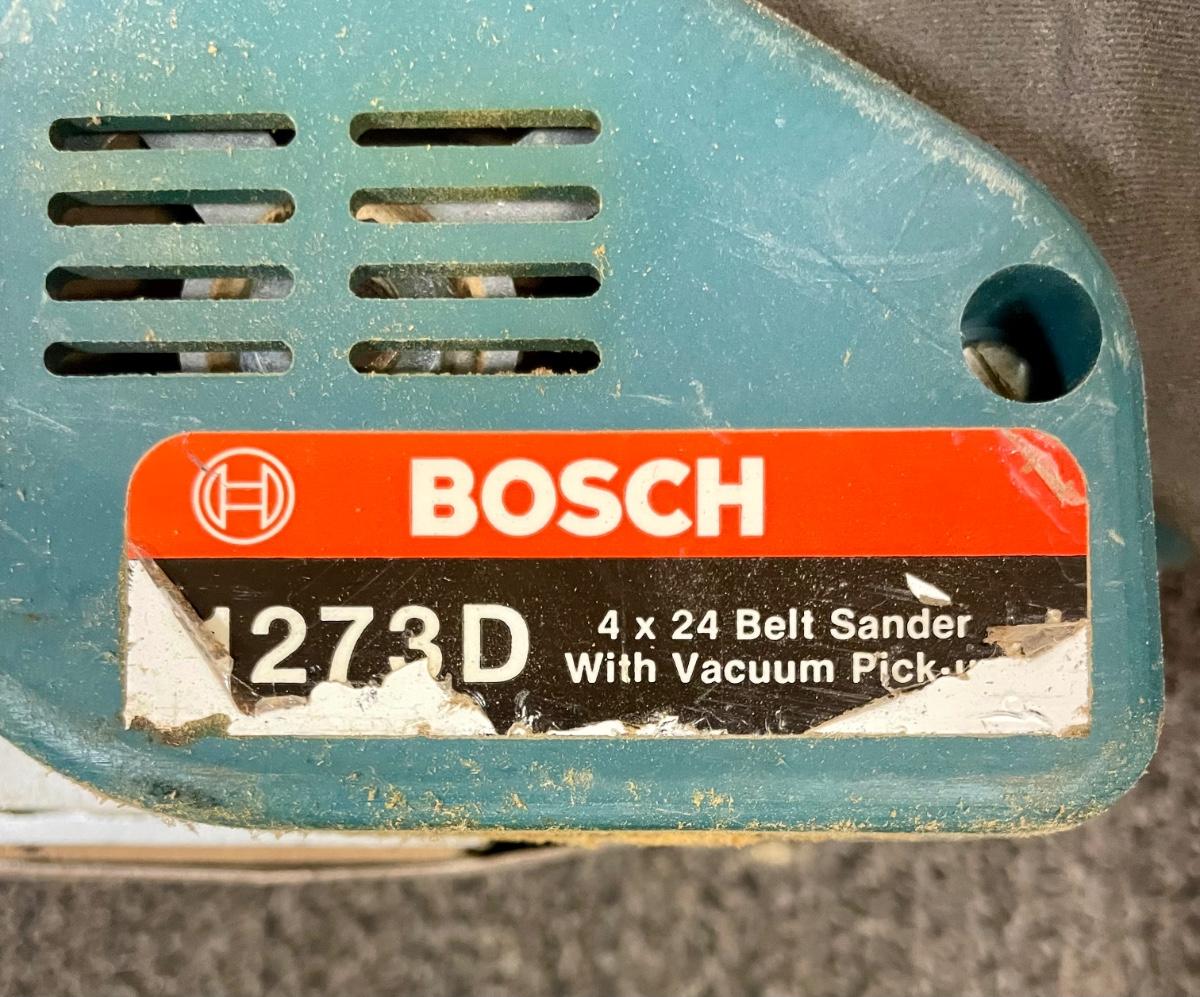 BOSCH
1273D
4 x 24 Belt Sander
With Vacuum Pick-u